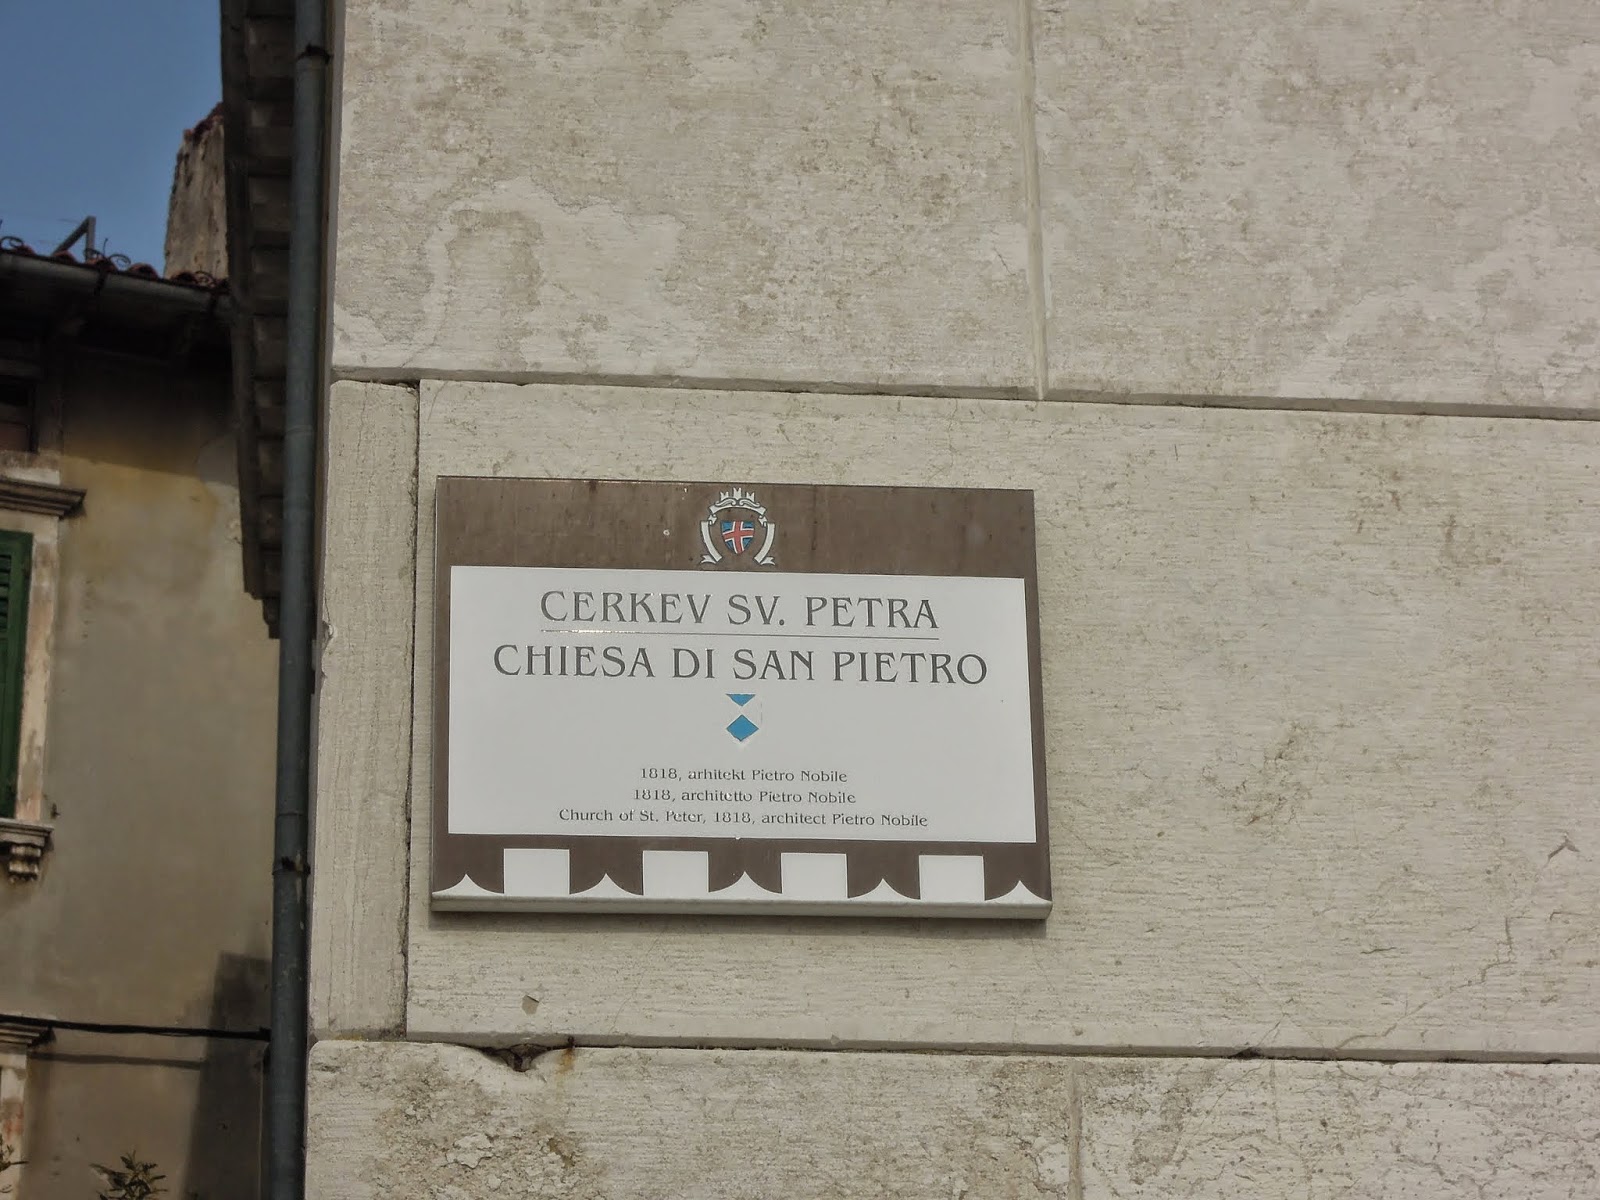 CERKEV SV. PETRA
CHIESA DI SAN PIETRO
1818, arhitekt Pietro Nobile
1818, architetto Pietro Nobile
Church of St. Peter, 1818, architect Pietro Nobile